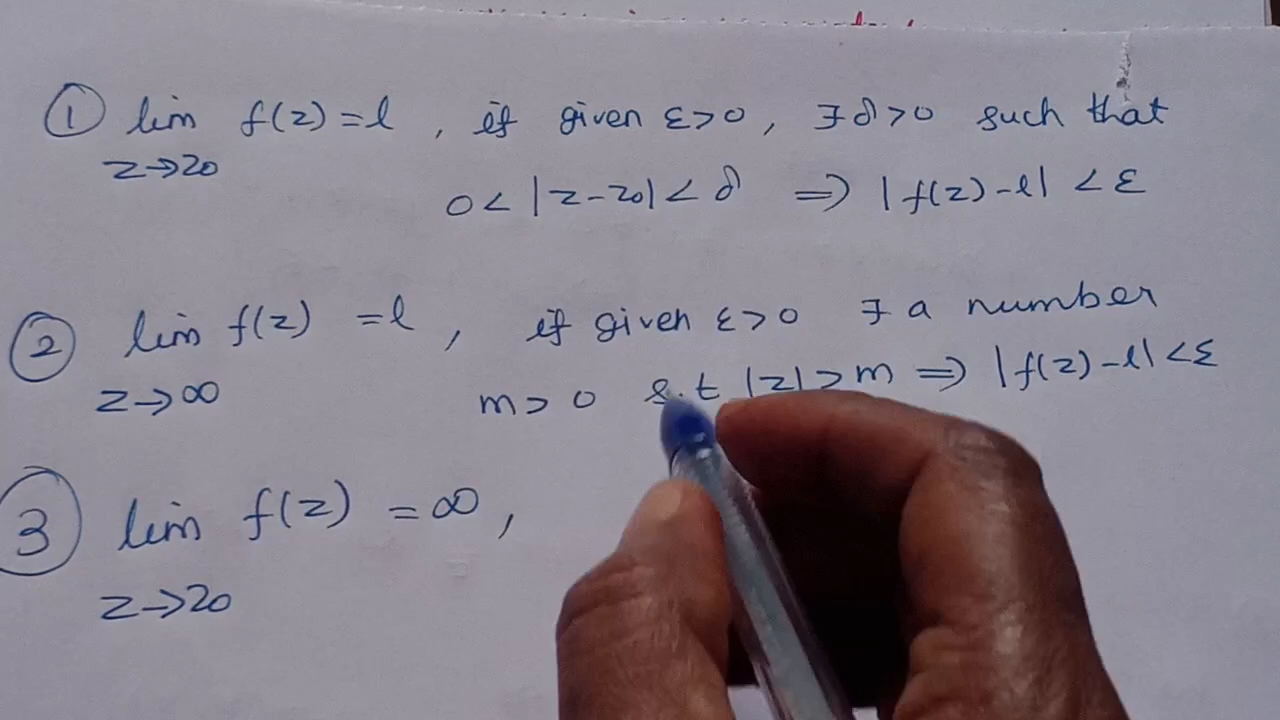 ① lim f(z) = l , if given ε>0, ∃ δ>0 such that
z→z0
0 < |z-z0| < δ ⇒ |f(z)-l| < ε
② lim f(z) = l , if given ε>0 ∃ a number
z→∞
m > 0 s.t |z|>m ⇒ |f(z)-l| < ε
③ lim f(z) = ∞ ,
z→z0